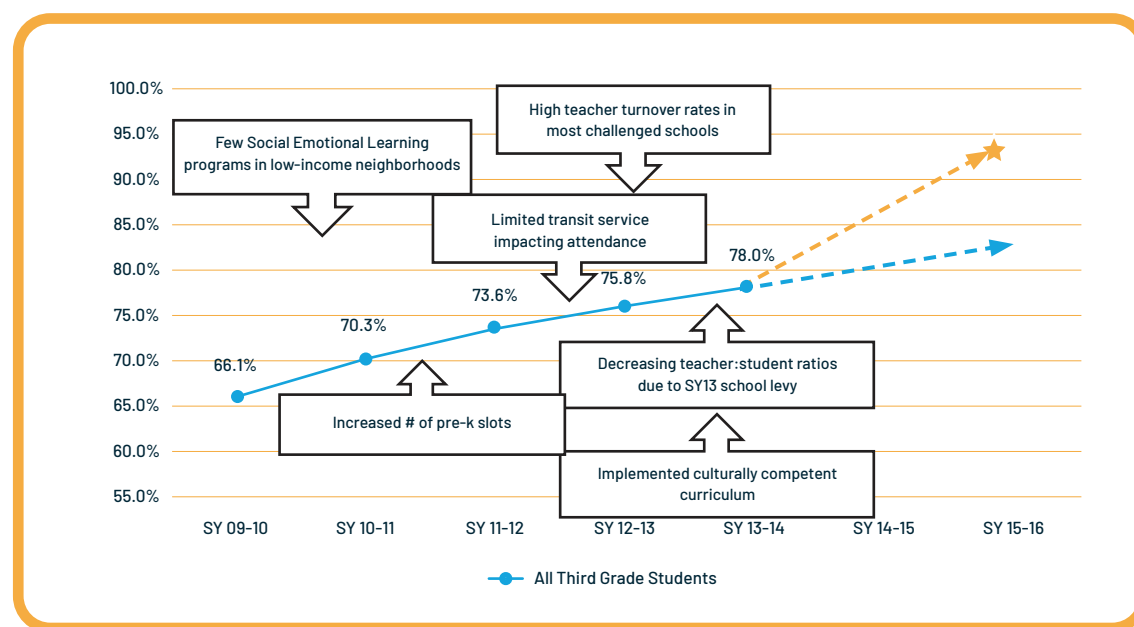 100.0%
95.0%
90.0%
85.0%
80.0%
75.0%
70.0%
65.0%
60.0%
55.0%
Few Social Emotional Learning
programs in low-income neighborhoods
High teacher turnover rates in
most challenged schools
Limited transit service
impacting attendance
66.1%
70.3%
73.6%
75.8%
78.0%
Increased # of pre-k slots
Decreasing teacher:student ratios
due to SY13 school levy
Implemented culturally competent
curriculum
SY 09-10
SY 10-11
SY 11-12
SY 12-13
SY 13-14
SY 14-15
SY 15-16
All Third Grade Students